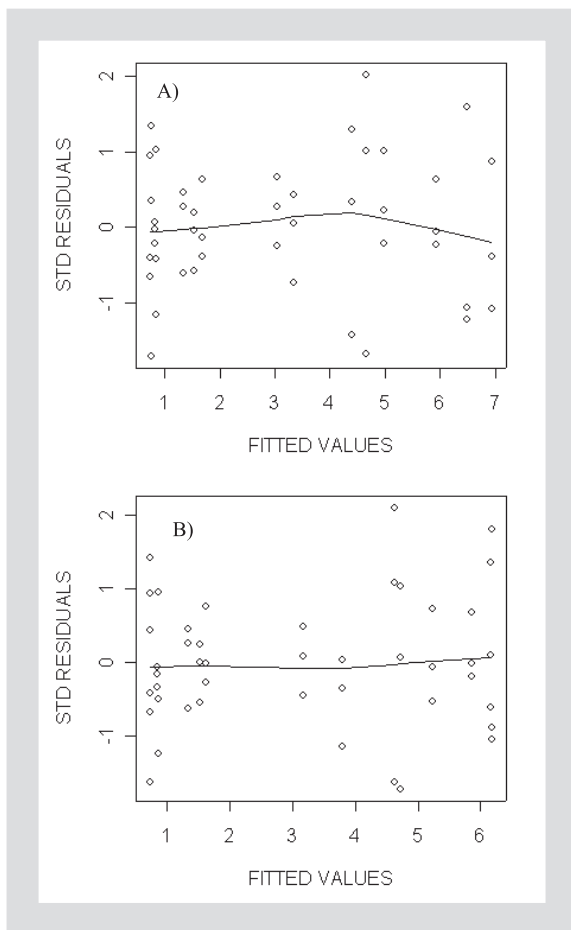 A)
STD RESIDUALS
2
1
0
-1
1 2 3 4 5 6 7
FITTED VALUES
B)
STD RESIDUALS
2
1
0
-1
1 2 3 4 5 6
FITTED VALUES